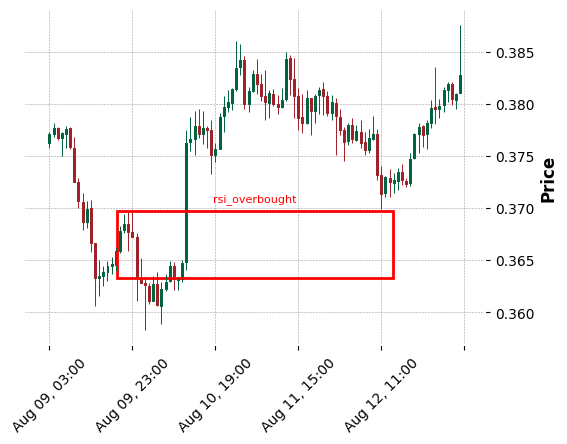 0.385
0.380
0.375
0.370
0.365
0.360
Price
rsi_overbought
Aug 09, 03:00
Aug 09, 23:00
Aug 10, 19:00
Aug 11, 15:00
Aug 12, 11:00